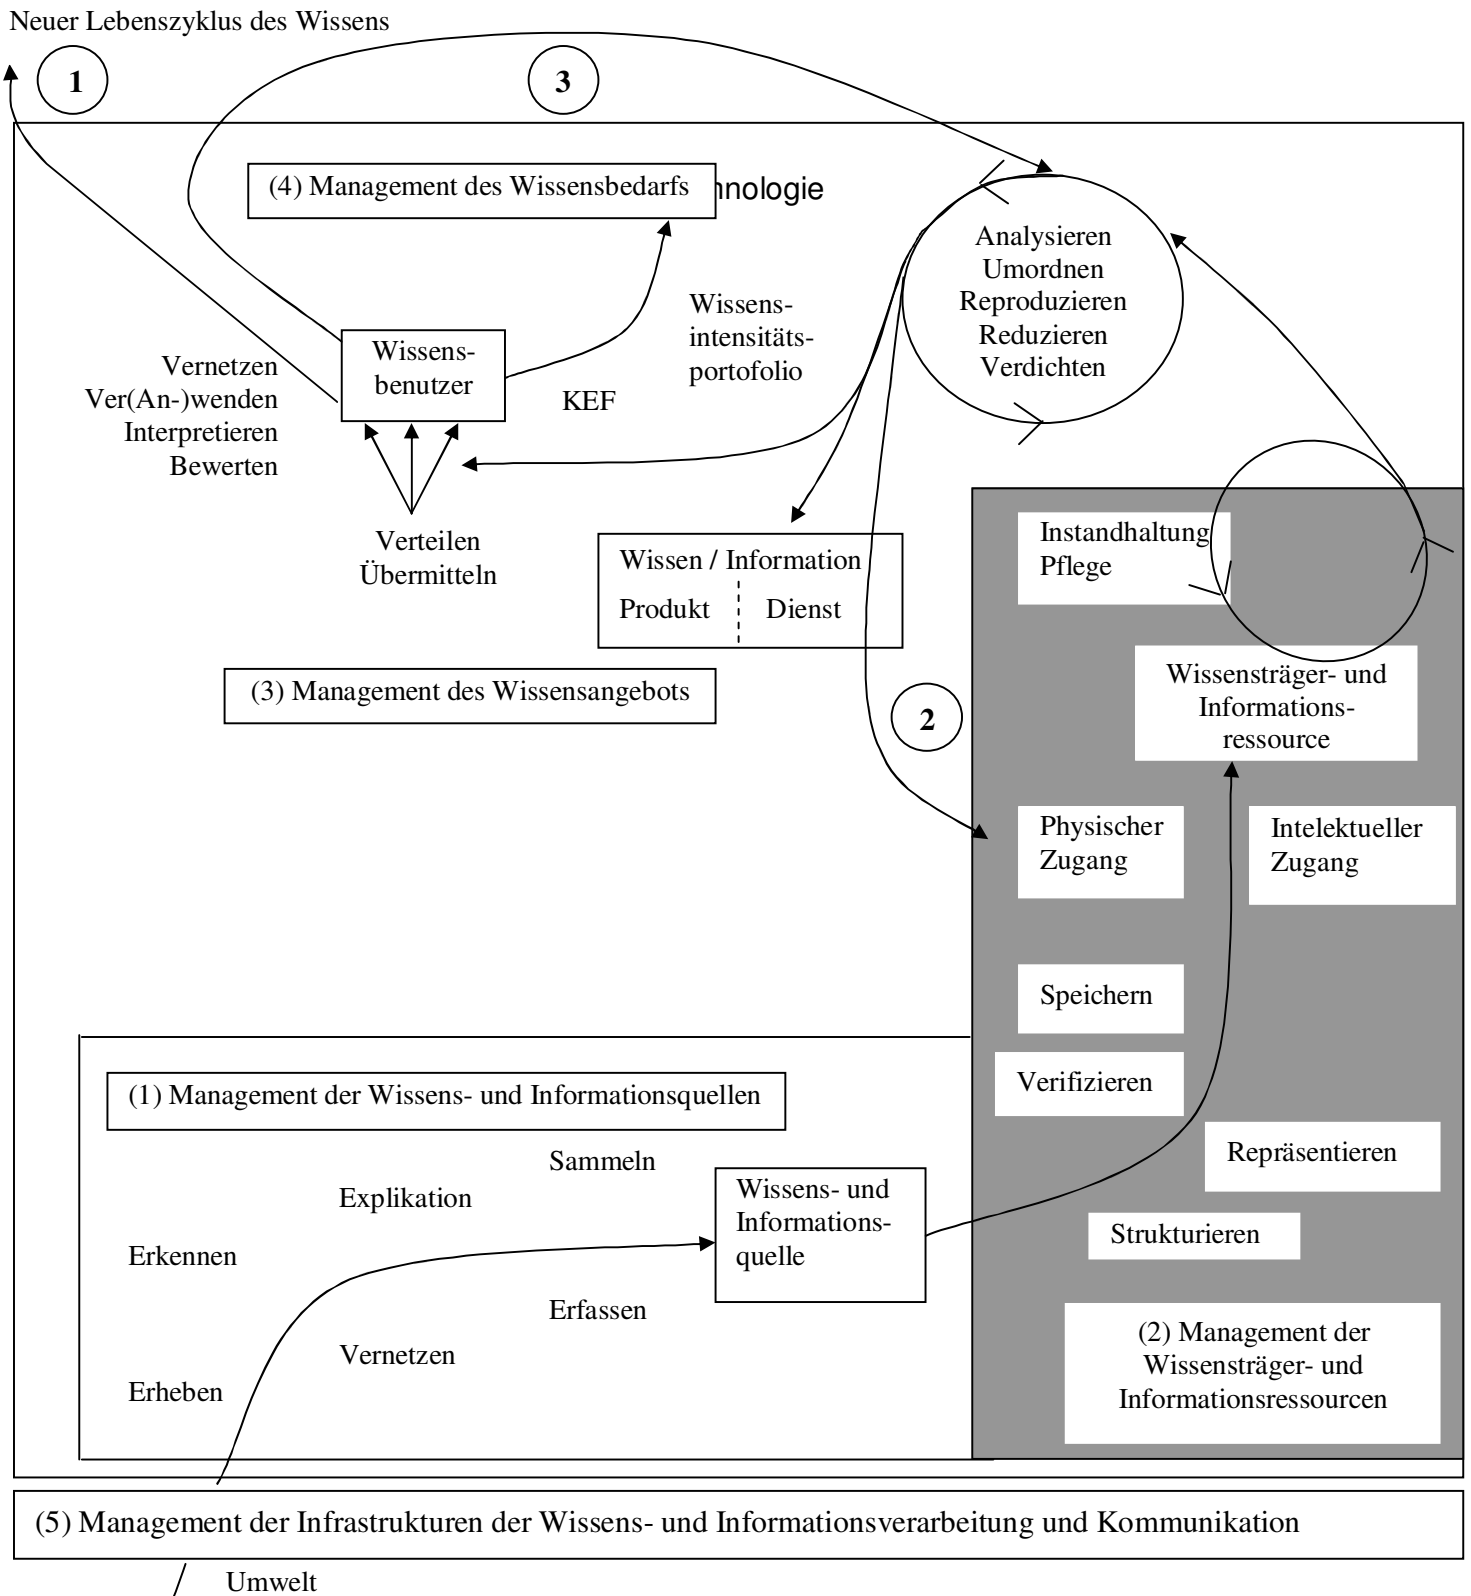 Neuer Lebenszyklus des Wissens
1
3
(4) Management des Wissensbedarfs
hnologie
Analysieren
Umordnen
Reproduzieren
Reduzieren
Verdichten
Wissens-
intensitäts-
portofolio
Wissens-
benutzer
KEF
Vernetzen
Ver(An-)wenden
Interpretieren
Bewerten
Verteilen
Übermitteln
Wissen / Information
Produkt
Dienst
Instandhaltung
Pflege
(3) Management des Wissensangebots
2
Wissensträger- und
Informations-
ressource
Physischer
Zugang
Intelektueller
Zugang
Speichern
Verifizieren
(1) Management der Wissens- und Informationsquellen
Sammeln
Explikation
Erkennen
Wissens- und
Informations-
quelle
Repräsentieren
Strukturieren
Erfassen
Vernetzen
Erheben
(2) Management der
Wissensträger- und
Informationsressourcen
(5) Management der Infrastrukturen der Wissens- und Informationsverarbeitung und Kommunikation
Umwelt